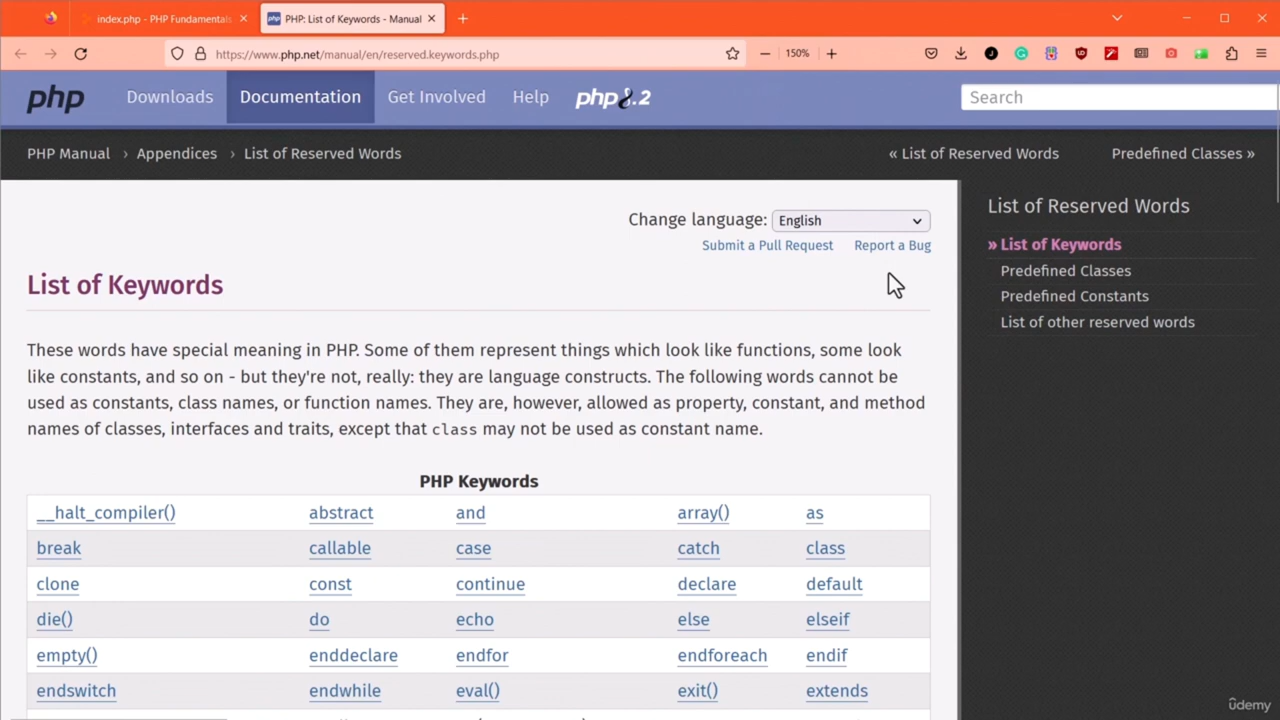 index.php - PHP Fundamentals
PHP: List of Keywords - Manual
https://www.php.net/manual/en/reserved.keywords.php
150%
php
Downloads
Documentation
Get Involved
Help
php8.2
Search
PHP Manual › Appendices › List of Reserved Words
« List of Reserved Words
Predefined Classes »
Change language: English
Submit a Pull Request
Report a Bug
List of Keywords
These words have special meaning in PHP. Some of them represent things which look like functions, some look
like constants, and so on - but they're not, really: they are language constructs. The following words cannot be
used as constants, class names, or function names. They are, however, allowed as property, constant, and method
names of classes, interfaces and traits, except that class may not be used as constant name.
PHP Keywords
__halt_compiler() abstract and array() as
break callable case catch class
clone const continue declare default
die() do echo else elseif
empty() enddeclare endfor endforeach endif
endswitch endwhile eval() exit() extends
List of Reserved Words
» List of Keywords
Predefined Classes
Predefined Constants
List of other reserved words
ûdemy